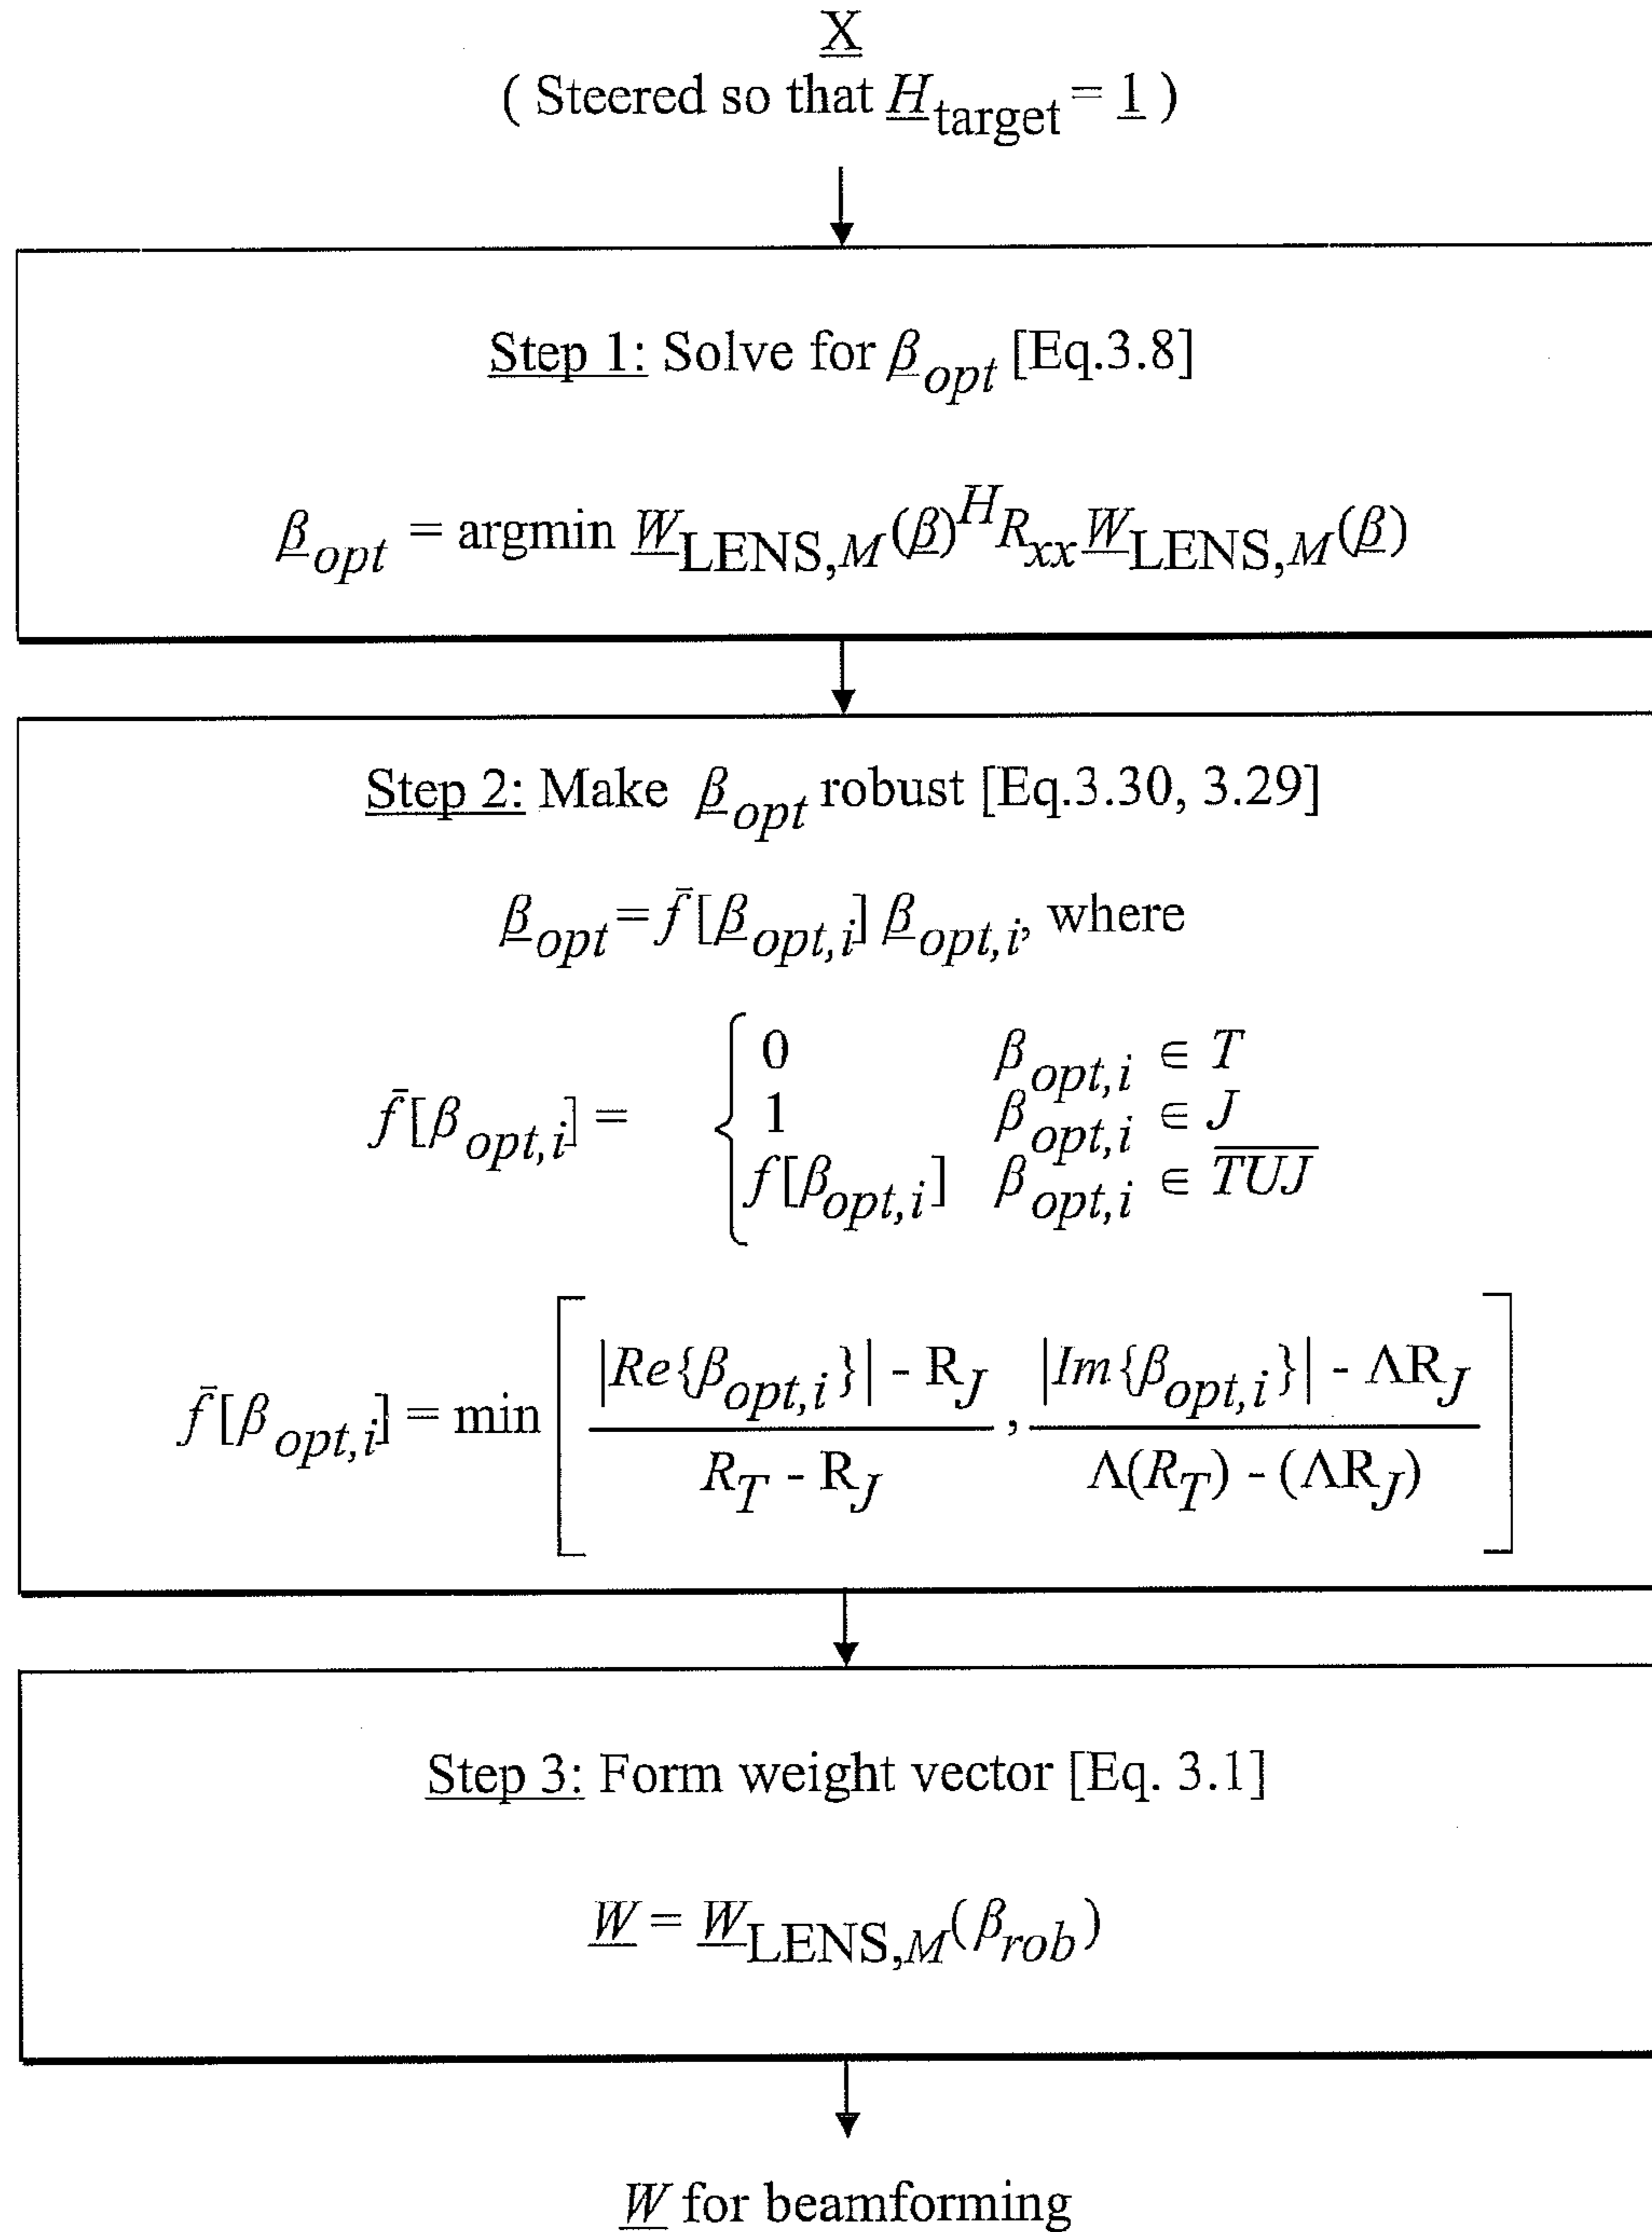 X
( Steered so that H_target = 1 )
Step 1: Solve for β_opt [Eq.3.8]
β_opt = argmin W_LENS,M(β)^H R_xx W_LENS,M(β)
Step 2: Make β_opt robust [Eq.3.30, 3.29]
β_opt = f̄[β_opt,i] β_opt,i, where
f̄[β_opt,i] = { 0 β_opt,i ∈ T
1 β_opt,i ∈ J
f[β_opt,i] β_opt,i ∈ \overline{TUJ}
f̄[β_opt,i] = min [ (|Re{β_opt,i}| - R_J) / (R_T - R_J) , (|Im{β_opt,i}| - ΛR_J) / (Λ(R_T) - (ΛR_J)) ]
Step 3: Form weight vector [Eq. 3.1]
W = W_LENS,M(β_rob)
W for beamforming